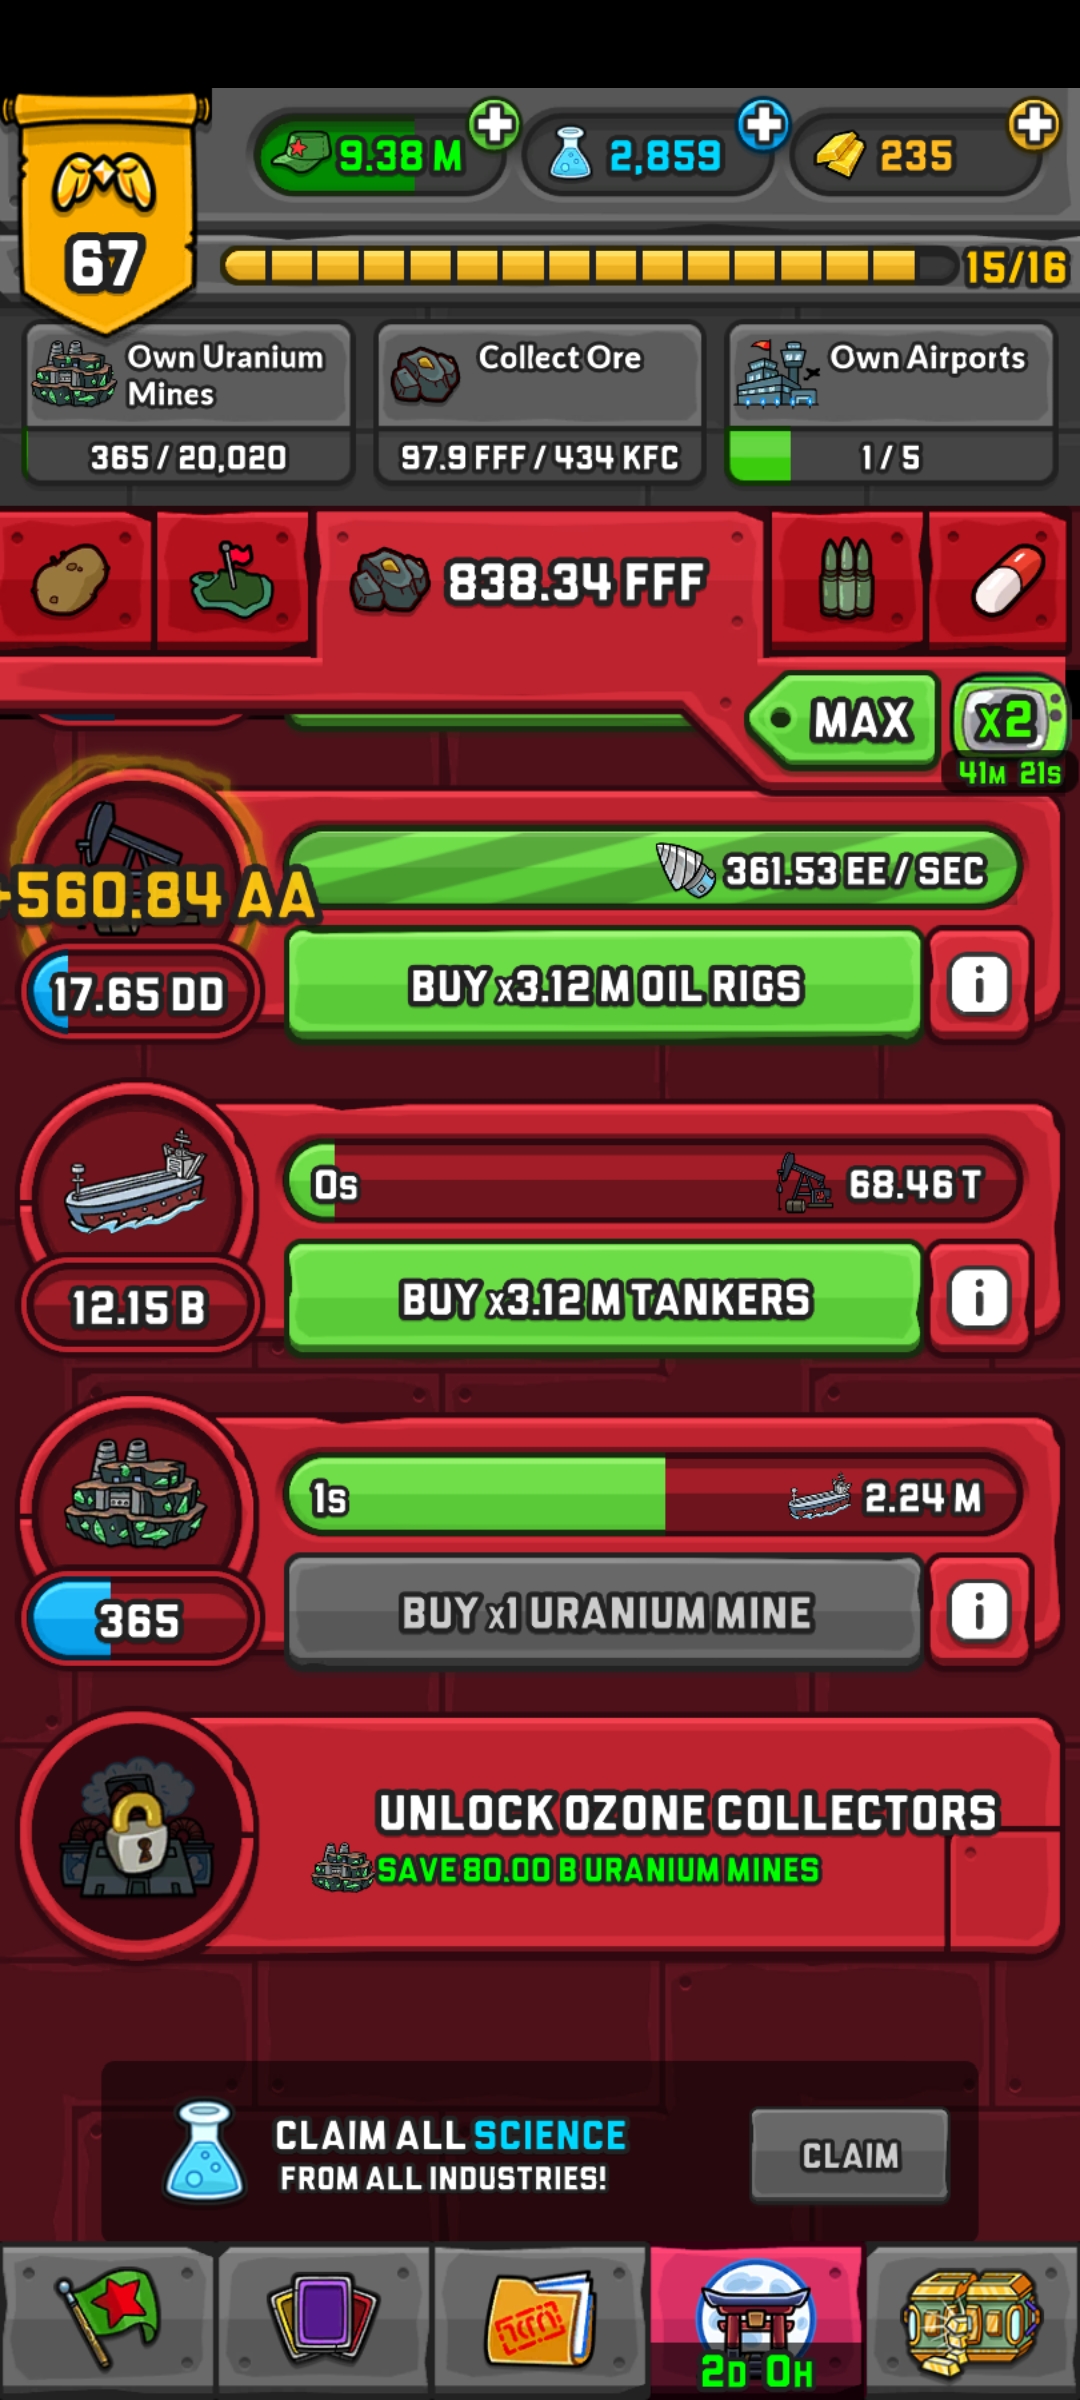 9.38 M
2,859
235
67
15/16
Own Uranium
Mines
365 / 20,020
Collect Ore
97.9 FFF / 434 KFC
Own Airports
1 / 5
838.34 FFF
MAX
x2
41M 21S
+560.84 AA
361.53 EE / SEC
17.65 DD
BUY x3.12 M OIL RIGS
i
0s
68.46 T
12.15 B
BUY x3.12 M TANKERS
i
1s
2.24 M
365
BUY x1 URANIUM MINE
i
UNLOCK OZONE COLLECTORS
SAVE 80.00 B URANIUM MINES
CLAIM ALL SCIENCE
FROM ALL INDUSTRIES!
CLAIM
2D 0H